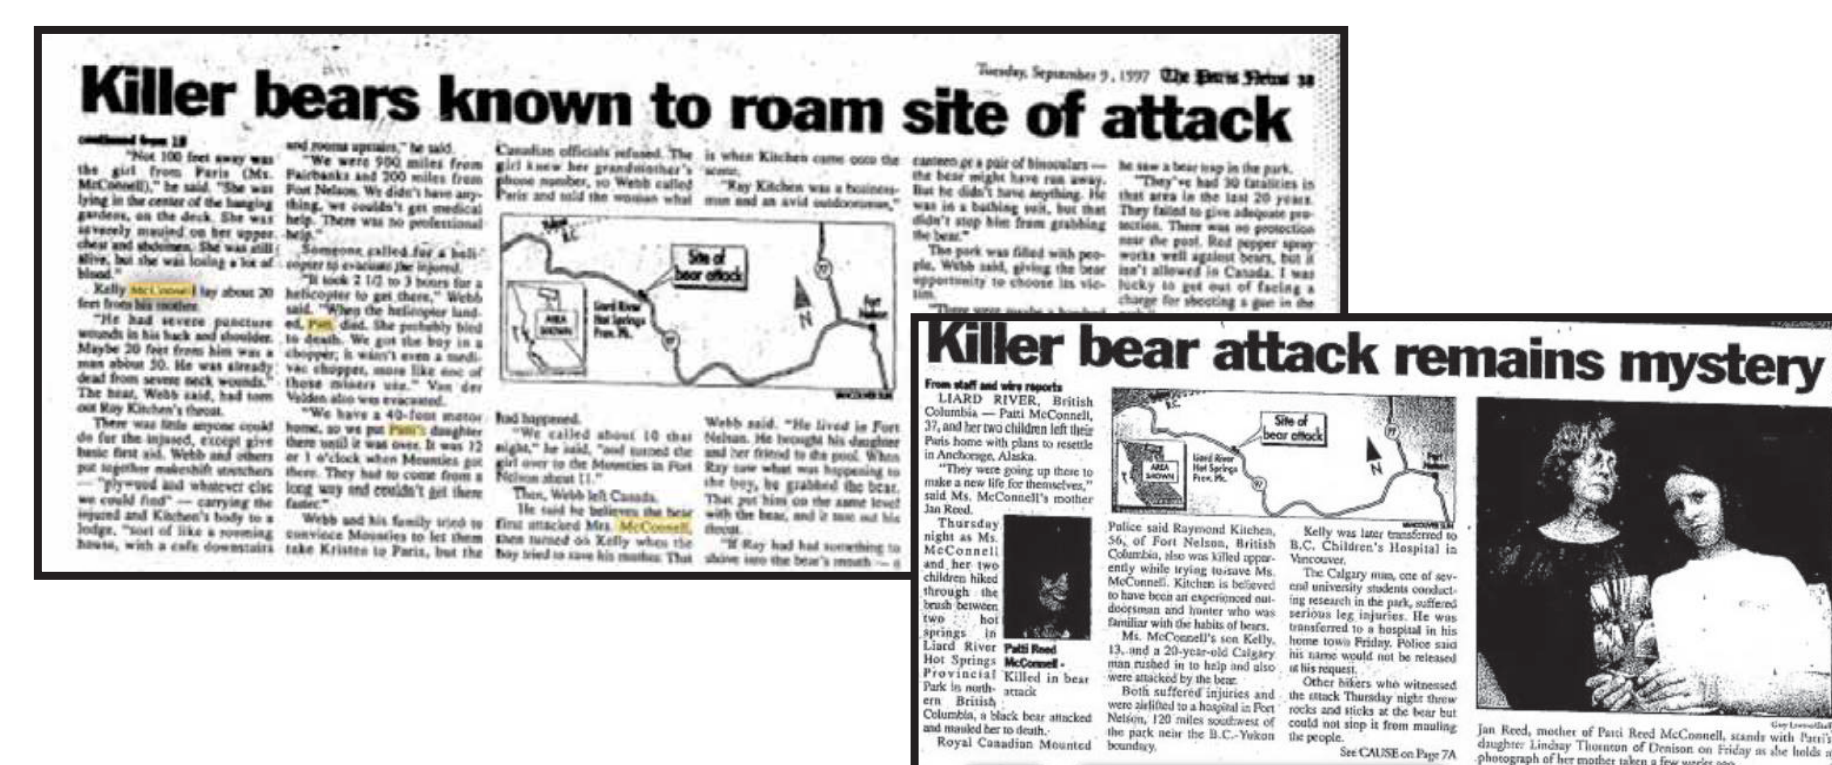 Tuesday, September 9, 1997 The Paris News 3B
Killer bears known to roam site of attack
continued from 1B
"Not 100 feet away was
the girl from Paris (Ms.
McConnell)," he said. "She was
lying in the center of the hanging
gardens, on the deck. She was
severely mauled on her upper
chest and abdomen. She was still
alive, but she was losing a lot of
blood."
Kelly McConnell lay about 20
feet from his mother.
"He had severe puncture
wounds in his back and shoulder.
Maybe 20 feet from him was a
man about 50. He was already
dead from severe neck wounds."
The bear, Webb said, had torn
out Ray Kitchen's throat.
There was little anyone could
do for the injured, except give
basic first aid. Webb and others
put together makeshift stretchers
— "plywood and whatever else
we could find" — carrying the
injured and Kitchen's body to a
lodge, "sort of like a rooming
house, with a cafe downstairs
and rooms upstairs," he said.
"We were 900 miles from
Fairbanks and 200 miles from
Fort Nelson. We didn't have any-
thing, we couldn't get medical
help. There was no professional
help."
Someone called for a heli-
copter to evacuate the injured.
"It took 2 1/2 to 3 hours for a
helicopter to get there," Webb
said. "When the helicopter land-
ed, Patti died. She probably bled
to death. We got the boy in a
chopper; it wasn't even a medi-
vac chopper, more like one of
those miners use." Van der
Velden also was evacuated.
"We have a 40-foot motor
home, so we put Patti's daughter
there until it was over. It was 12
or 1 o'clock when Mounties got
there. They had to come from a
long way and couldn't get there
faster."
Webb and his family tried to
convince Mounties to let them
take Kristen to Paris, but the
Canadian officials refused. The
girl knew her grandmother's
phone number, so Webb called
Paris and told the woman what
B.C.
Site of
bear attack
97
AREA
SHOWN
Liard River
Hot Springs
Prov. Pk.
N
Fort
Nelson
97
VANCOUVER SUN
had happened.
"We called about 10 that
night," he said, "and turned the
girl over to the Mounties in Fort
Nelson about 11."
Then, Webb left Canada.
He said he believes the bear
first attacked Mrs. McConnell,
then turned on Kelly when the
boy tried to save his mother. That
is when Kitchen came onto the
scene.
"Ray Kitchen was a business-
man and an avid outdoorsman,"
Webb said. "He lived in Fort
Nelson. He brought his daughter
and her friend to the pool. When
Ray saw what was happening to
the boy, he grabbed the bear.
That put him on the same level
with the bear, and it tore out his
throat.
"If Ray had had something to
shove into the bear's mouth — a
canteen or a pair of binoculars —
the bear might have run away.
But he didn't have anything. He
was in a bathing suit, but that
didn't stop him from grabbing
the bear."
The park was filled with peo-
ple, Webb said, giving the bear
opportunity to choose its vic-
tim.
he saw a bear trap in the park.
"They've had 30 fatalities in
that area in the last 20 years.
They failed to give adequate pro-
tection. There was no protection
near the pool. Red pepper spray
works well against bears, but it
isn't allowed in Canada. I was
lucky to get out of facing a
charge for shooting a gun in the
Killer bear attack remains mystery
From staff and wire reports
LIARD RIVER, British
Columbia — Patti McConnell,
37, and her two children left their
Paris home with plans to resettle
in Anchorage, Alaska.
"They were going up there to
make a new life for themselves,"
said Ms. McConnell's mother
Jan Reed.
Thursday
night as Ms.
McConnell
and her two
children hiked
through the
brush between
two hot
springs in
Liard River
Hot Springs
Provincial
Park in north-
ern British
Columbia, a black bear attacked
and mauled her to death.
Royal Canadian Mounted
Patti Reed
McConnell -
Killed in bear
attack
B.C.
Site of
bear attack
97
AREA
SHOWN
Liard River
Hot Springs
Prov. Pk.
N
Fort
Nelson
97
VANCOUVER SUN
Police said Raymond Kitchen,
56, of Fort Nelson, British
Columbia, also was killed appar-
ently while trying to save Ms.
McConnell. Kitchen is believed
to have been an experienced out-
doorsman and hunter who was
familiar with the habits of bears.
Ms. McConnell's son Kelly,
13, and a 20-year-old Calgary
man rushed in to help and also
were attacked by the bear.
Both suffered injuries and
were airlifted to a hospital in Fort
Nelson, 120 miles southwest of
the park near the B.C.-Yukon
boundary.
Kelly was later transferred to
B.C. Children's Hospital in
Vancouver.
The Calgary man, one of sev-
eral university students conduct-
ing research in the park, suffered
serious leg injuries. He was
transferred to a hospital in his
home town Friday. Police said
his name would not be released
at his request.
Other hikers who witnessed
the attack Thursday night threw
rocks and sticks at the bear but
could not stop it from mauling
the people.
See CAUSE on Page 7A
Jan Reed, mother of Patti Reed McConnell, stands with Patti's
daughter Lindsay Thornton of Denison on Friday as she holds a
photograph of her mother taken a few weeks ago.